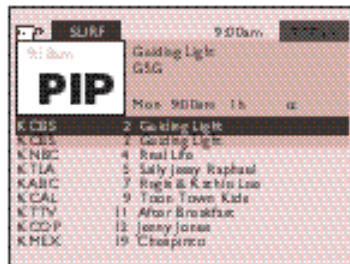 SURF 9:00am
9:18am Guiding Light
GSG
PIP
Mon 9:00am 1h cc
KCBS 2 Guiding Light
KCBS 2 Guiding Light
KNBC 4 Real Life
KTLA 5 Sally Jessy Raphael
KABC 7 Regis & Kathie Lee
KCAL 9 Toon Town Kids
KTTV 11 After Breakfast
KCOP 13 Jenny Jones
KMEX 19 Chespirito